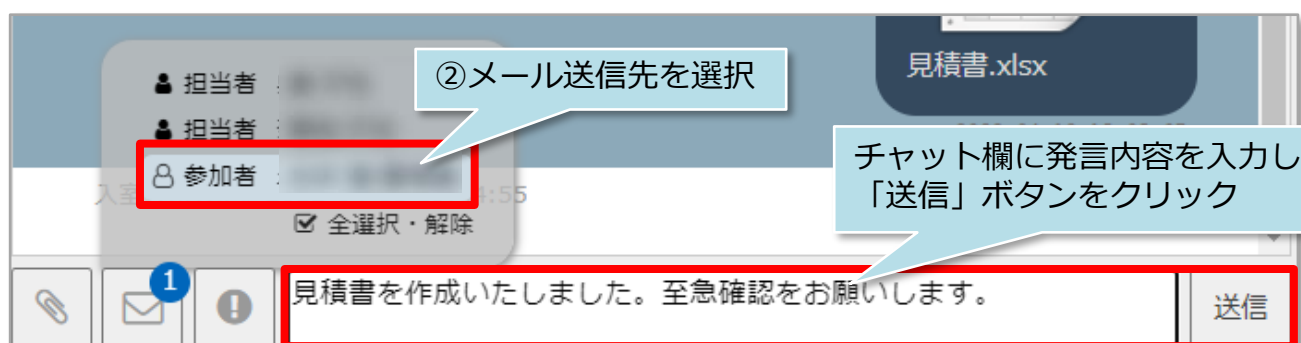 見積書.xlsx
②メール送信先を選択
担当者
担当者
参加者 :
チャット欄に発言内容を入力し
「送信」ボタンをクリック
入室
4:55
全選択・解除
1
見積書を作成いたしました。至急確認をお願いします。
送信